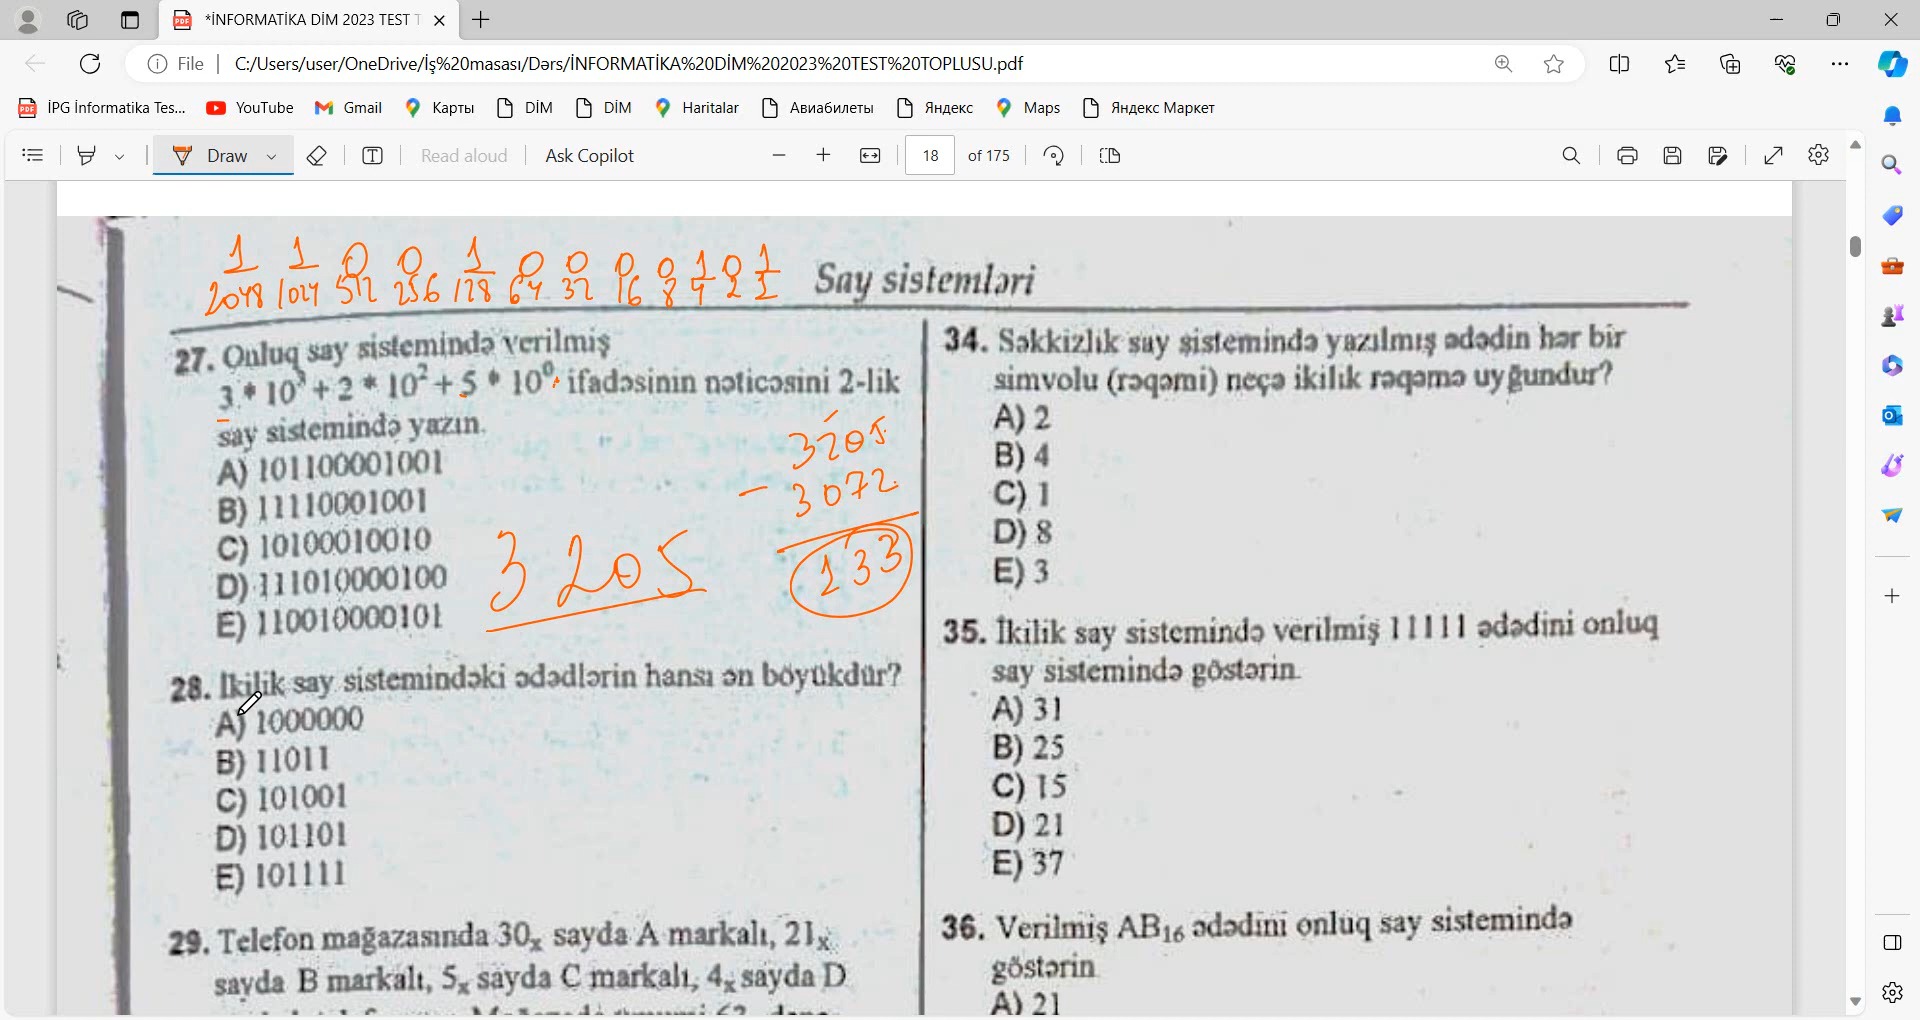 *İNFORMATİKA DİM 2023 TEST T
File
C:/Users/user/OneDrive/İş%20masası/Dərs/İNFORMATİKA%20DİM%202023%20TEST%20TOPLUSU.pdf
İPG İnformatika Tes...
YouTube
Gmail
Карты
DİM
DİM
Haritalar
Авиабилеты
Яндекс
Maps
Яндекс Маркет
Draw
Read aloud
Ask Copilot
18 of 175
1 1 0 0 1 0 0 0 0 1 0 1
2048 1024 512 256 128 64 32 16 8 4 2 1
Say sistemləri
27. Onluq say sistemində verilmiş
3 * 10³ + 2 * 10² + 5 * 10⁰ ifadəsinin nəticəsini 2-lik
say sistemində yazın.
A) 101100001001
B) 11110001001
C) 10100010010
D) 111010000100
E) 110010000101
3205
3205
- 3072
133
28. İkilik say sistemindəki ədədlərin hansı ən böyükdür?
A) 1000000
B) 11011
C) 101001
D) 101101
E) 101111
29. Telefon mağazasında 30ₓ sayda A markalı, 21ₓ
sayda B markalı, 5ₓ sayda C markalı, 4ₓ sayda D
34. Səkkizlik say sistemində yazılmış ədədin hər bir
simvolu (rəqəmi) neçə ikilik rəqəmə uyğundur?
A) 2
B) 4
C) 1
D) 8
E) 3
35. İkilik say sistemində verilmiş 11111 ədədini onluq
say sistemində göstərin.
A) 31
B) 25
C) 15
D) 21
E) 37
36. Verilmiş AB₁₆ ədədini onluq say sistemində
göstərin
A) 21